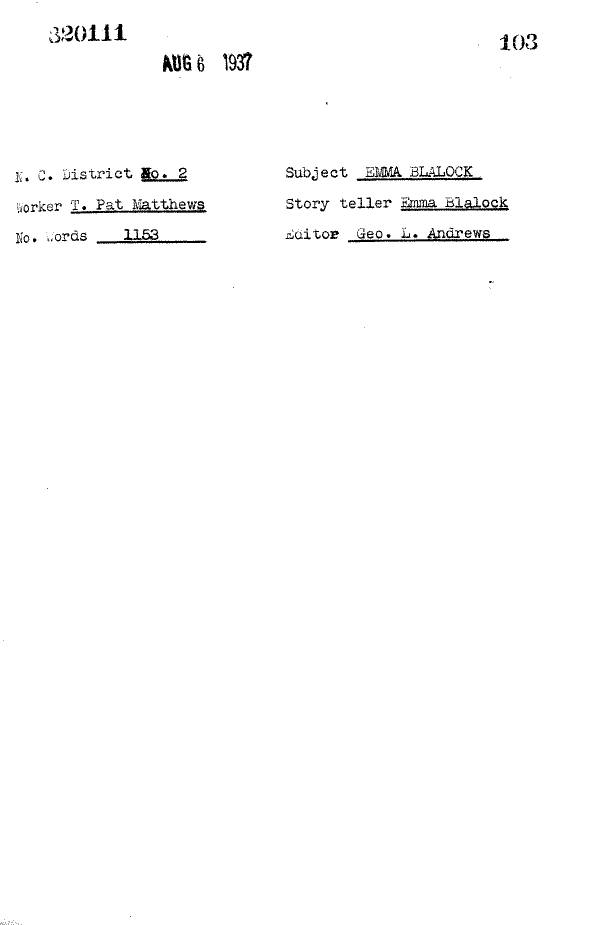 320111
103
AUG 6 1937
N. C. District No. 2 Subject EMMA BLALOCK
Worker T. Pat Matthews Story teller Emma Blalock
No. Words 1153 Editor Geo. L. Andrews